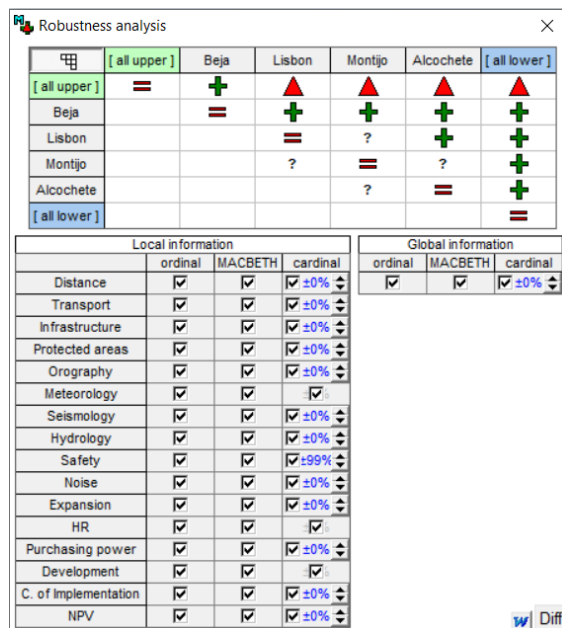 Robustness analysis
[ all upper ] Beja Lisbon Montijo Alcochete [ all lower ]
[ all upper ] = +
Beja = + + + +
Lisbon = ? + +
Montijo ? = ? +
Alcochete ? = +
[ all lower ] =
Local information
ordinal MACBETH cardinal
Distance ±0%
Transport ±0%
Infrastructure ±0%
Protected areas ±0%
Orography ±0%
Meteorology
Seismology ±0%
Hydrology ±0%
Safety ±99%
Noise ±0%
Expansion ±0%
HR
Purchasing power ±0%
Development
C. of Implementation ±0%
NPV ±0%
Global information
ordinal MACBETH cardinal
±0%
W Diff